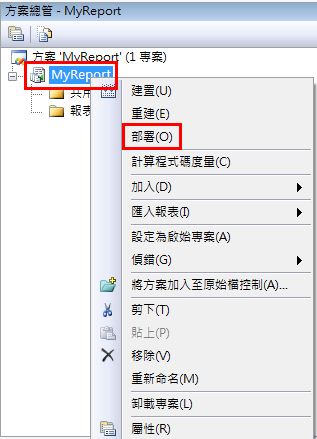 方案總管 - MyReport
方案 'MyReport' (1 專案)
MyReport
共用
報表
建置(U)
重建(E)
部署(O)
計算程式碼度量(C)
加入(D)
匯入報表(I)
設定為啟始專案(A)
偵錯(G)
將方案加入至原始檔控制(A)...
剪下(T)
貼上(P)
移除(V)
重新命名(M)
卸載專案(L)
屬性(R)